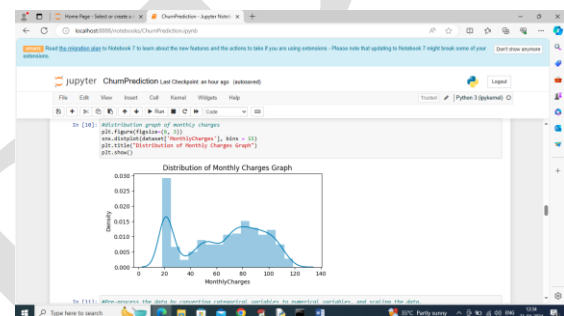 Home Page - Select or create a n
ChurnPrediction - Jupyter Noteb
localhost:8888/notebooks/ChurnPrediction.ipynb
UPDATE Read the migration plan to Notebook 7 to learn about the new features and the actions to take if you are using extensions - Please note that updating to Notebook 7 might break some of your
extensions.
Don't show anymore
jupyter ChurnPrediction Last Checkpoint: an hour ago (autosaved)
Logout
File Edit View Insert Cell Kernel Widgets Help
Trusted Python 3 (ipykernel)
Run Code
In [10]: #distribution graph of monthly charges
plt.figure(figsize=(6, 3))
sns.distplot(dataset['MonthlyCharges'], bins = 15)
plt.title("Distribution of Monthly Charges Graph")
plt.show()
Distribution of Monthly Charges Graph
0.030
0.025
0.020
0.015
0.010
0.005
0.000
Density
0 20 40 60 80 100 120 140
MonthlyCharges
In [11]: #Pre-process the data by converting categorical variables to numerical variables, and scaling the data.
Type here to search
35°C Partly sunny
ENG
12:34